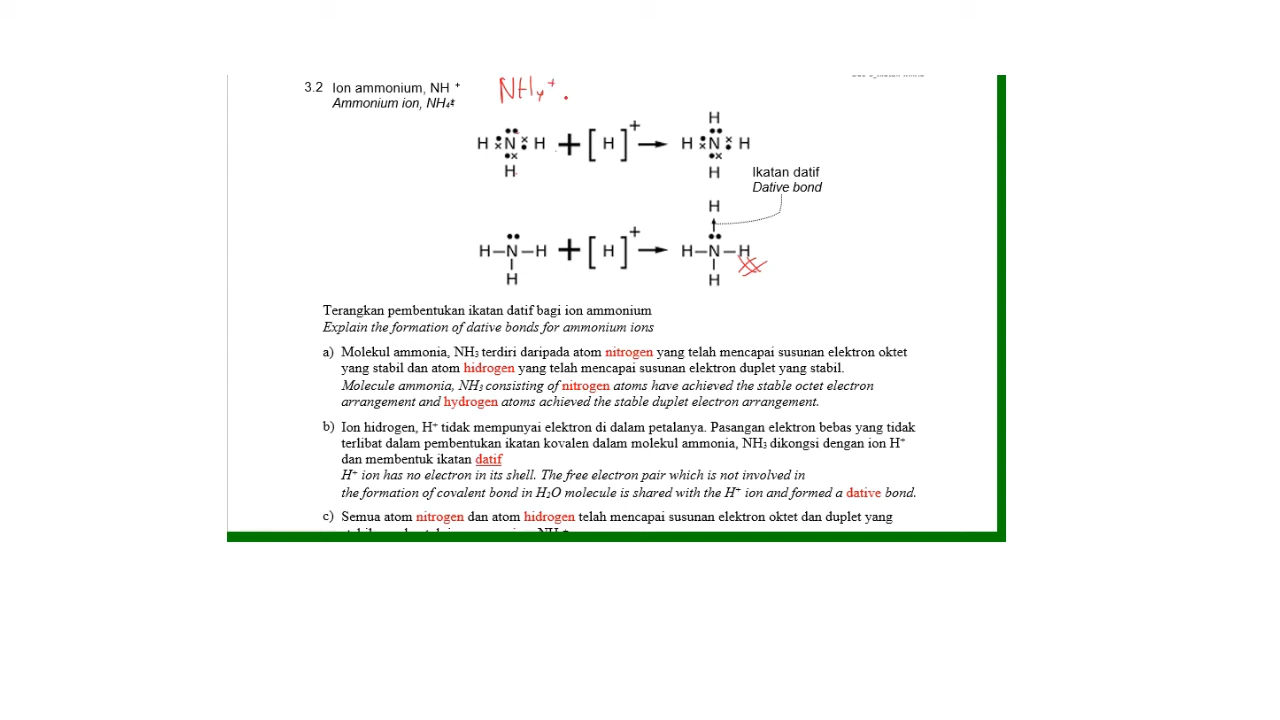 3.2 Ion ammonium, NH +
Ammonium ion, NH₄⁺
NH₄⁺.
H
H N H + [ H ]⁺ → H N H
H H
Ikatan datif
Dative bond
H
H–N–H + [ H ]⁺ → H–N–H
H H
Terangkan pembentukan ikatan datif bagi ion ammonium
Explain the formation of dative bonds for ammonium ions
a) Molekul ammonia, NH₃ terdiri daripada atom nitrogen yang telah mencapai susunan elektron oktet
yang stabil dan atom hidrogen yang telah mencapai susunan elektron duplet yang stabil.
Molecule ammonia, NH₃ consisting of nitrogen atoms have achieved the stable octet electron
arrangement and hydrogen atoms achieved the stable duplet electron arrangement.
b) Ion hidrogen, H⁺ tidak mempunyai elektron di dalam petalanya. Pasangan elektron bebas yang tidak
terlibat dalam pembentukan ikatan kovalen dalam molekul ammonia, NH₃ dikongsi dengan ion H⁺
dan membentuk ikatan datif
H⁺ ion has no electron in its shell. The free electron pair which is not involved in
the formation of covalent bond in H₂O molecule is shared with the H⁺ ion and formed a dative bond.
c) Semua atom nitrogen dan atom hidrogen telah mencapai susunan elektron oktet dan duplet yang